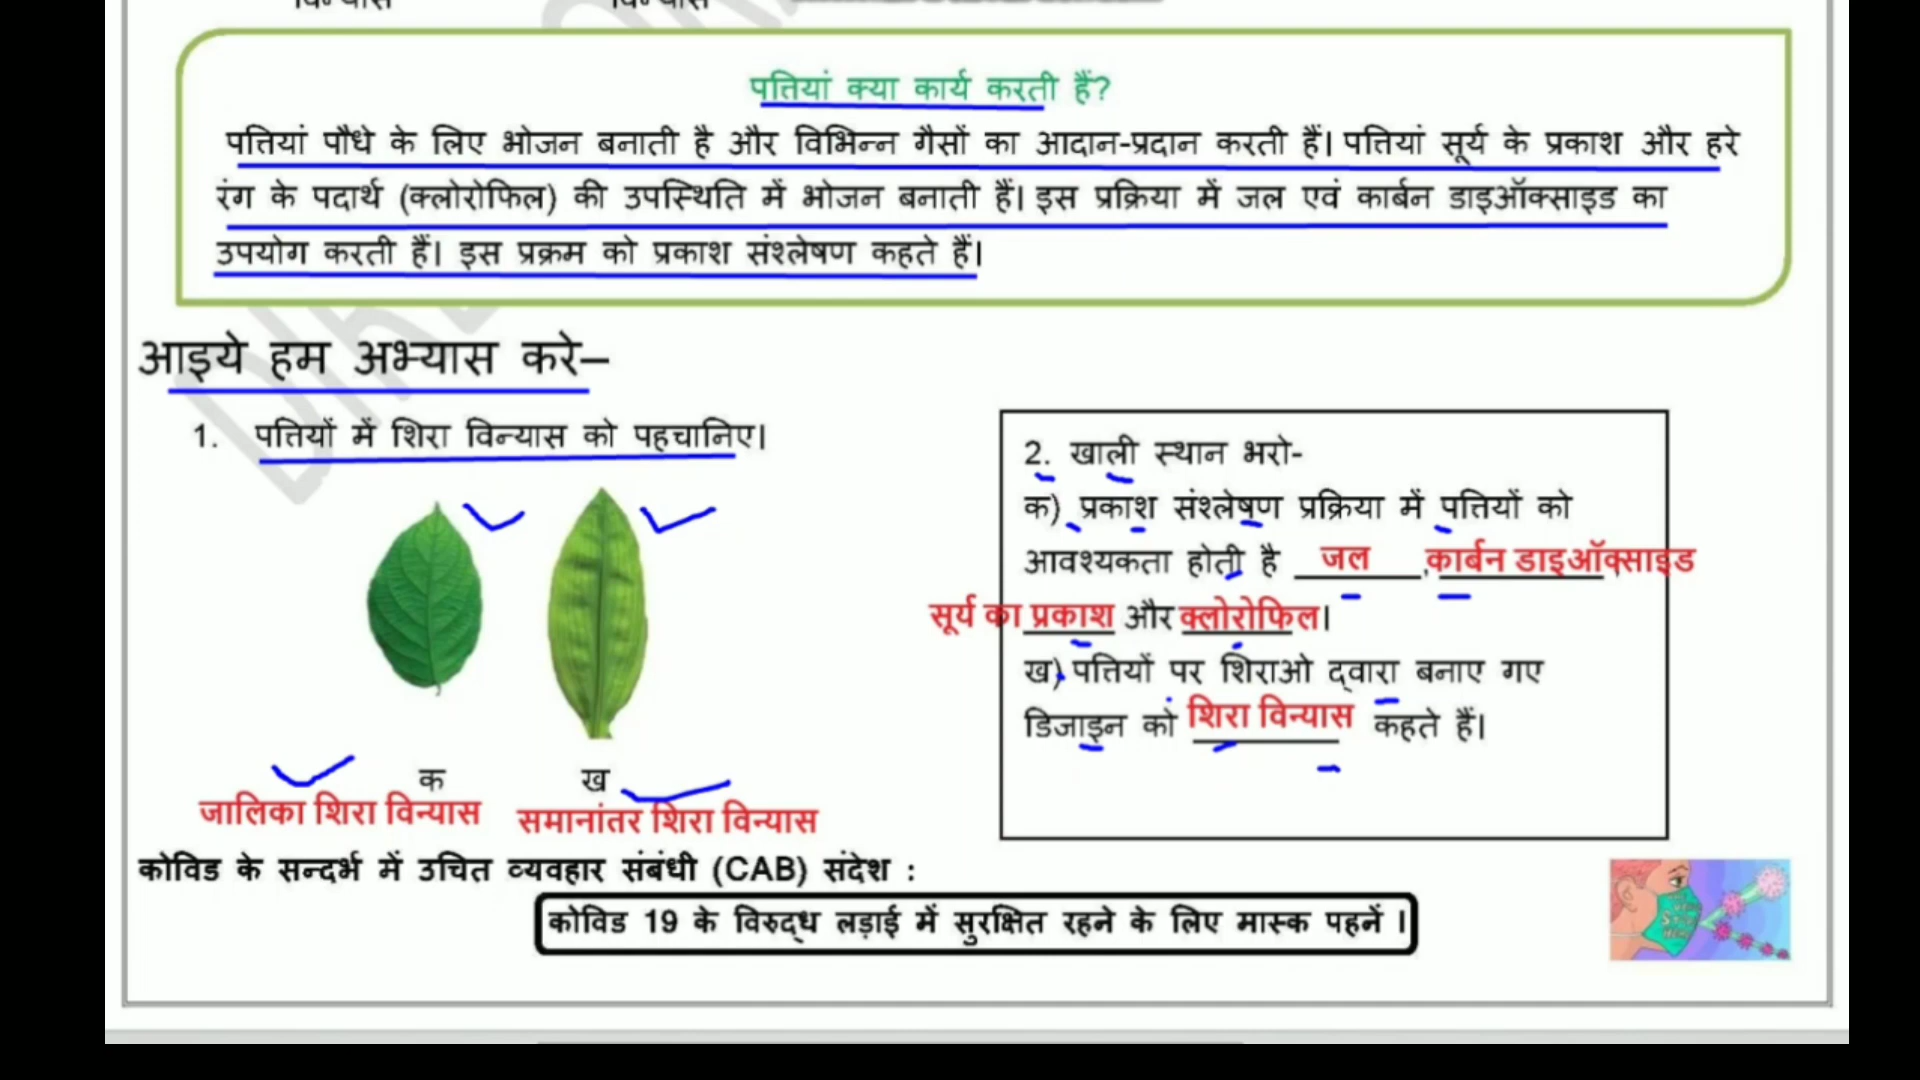 पत्तियां क्या कार्य करती हैं?
पत्तियां पौधे के लिए भोजन बनाती है और विभिन्न गैसों का आदान-प्रदान करती हैं। पत्तियां सूर्य के प्रकाश और हरे
रंग के पदार्थ (क्लोरोफिल) की उपस्थिति में भोजन बनाती हैं। इस प्रक्रिया में जल एवं कार्बन डाइऑक्साइड का
उपयोग करती हैं। इस प्रक्रम को प्रकाश संश्लेषण कहते हैं।
आइये हम अभ्यास करे–
1. पत्तियों में शिरा विन्यास को पहचानिए।
क ख
जालिका शिरा विन्यास समानांतर शिरा विन्यास
2. खाली स्थान भरो-
क) प्रकाश संश्लेषण प्रक्रिया में पत्तियों को
आवश्यकता होती है जल ,कार्बन डाइऑक्साइड ,
सूर्य का प्रकाश और क्लोरोफिल।
ख) पत्तियों पर शिराओ द्वारा बनाए गए
डिजाइन को शिरा विन्यास कहते हैं।
कोविड के सन्दर्भ में उचित व्यवहार संबंधी (CAB) संदेश :
कोविड 19 के विरुद्ध लड़ाई में सुरक्षित रहने के लिए मास्क पहनें ।